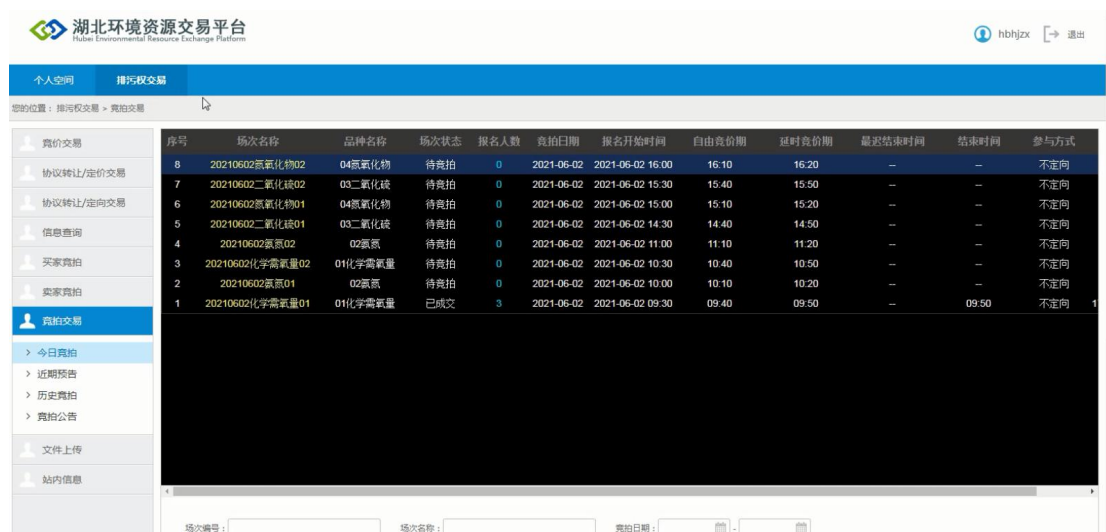 湖北环境资源交易平台
Hubei Environmental Resource Exchange Platform
hbhjzx 退出
个人空间 排污权交易
您的位置：排污权交易 > 竞拍交易
竞价交易
协议转让/定价交易
协议转让/定向交易
信息查询
买家竞拍
卖家竞拍
竞拍交易
> 今日竞拍
> 近期预告
> 历史竞拍
> 竞拍公告
文件上传
站内信息
序号 场次名称 品种名称 场次状态 报名人数 竞拍日期 报名开始时间 自由竞价期 延时竞价期 最迟结束时间 结束时间 参与方式
8 20210602氮氧化物02 04氮氧化物 待竞拍 0 2021-06-02 2021-06-02 16:00 16:10 16:20 -- -- 不定向
7 20210602二氧化硫02 03二氧化硫 待竞拍 0 2021-06-02 2021-06-02 15:30 15:40 15:50 -- -- 不定向
6 20210602氮氧化物01 04氮氧化物 待竞拍 0 2021-06-02 2021-06-02 15:00 15:10 15:20 -- -- 不定向
5 20210602二氧化硫01 03二氧化硫 待竞拍 0 2021-06-02 2021-06-02 14:30 14:40 14:50 -- -- 不定向
4 20210602氨氮02 02氨氮 待竞拍 0 2021-06-02 2021-06-02 11:00 11:10 11:20 -- -- 不定向
3 20210602化学需氧量02 01化学需氧量 待竞拍 0 2021-06-02 2021-06-02 10:30 10:40 10:50 -- -- 不定向
2 20210602氨氮01 02氨氮 待竞拍 0 2021-06-02 2021-06-02 10:00 10:10 10:20 -- -- 不定向
1 20210602化学需氧量01 01化学需氧量 已成交 3 2021-06-02 2021-06-02 09:30 09:40 09:50 -- 09:50 不定向 1
场次编号： 场次名称： 竞拍日期： -